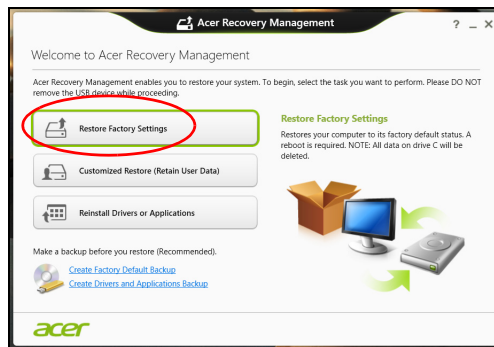 Acer Recovery Management
? _ X
Welcome to Acer Recovery Management
Acer Recovery Management enables you to restore your system. To begin, select the task you want to perform. Please DO NOT
remove the USB device while proceeding.
Restore Factory Settings
Customized Restore (Retain User Data)
Reinstall Drivers or Applications
Restore Factory Settings
Restores your computer to its factory default status. A
reboot is required. NOTE: All data on drive C will be
deleted.
Make a backup before you restore (Recommended).
Create Factory Default Backup
Create Drivers and Applications Backup
acer